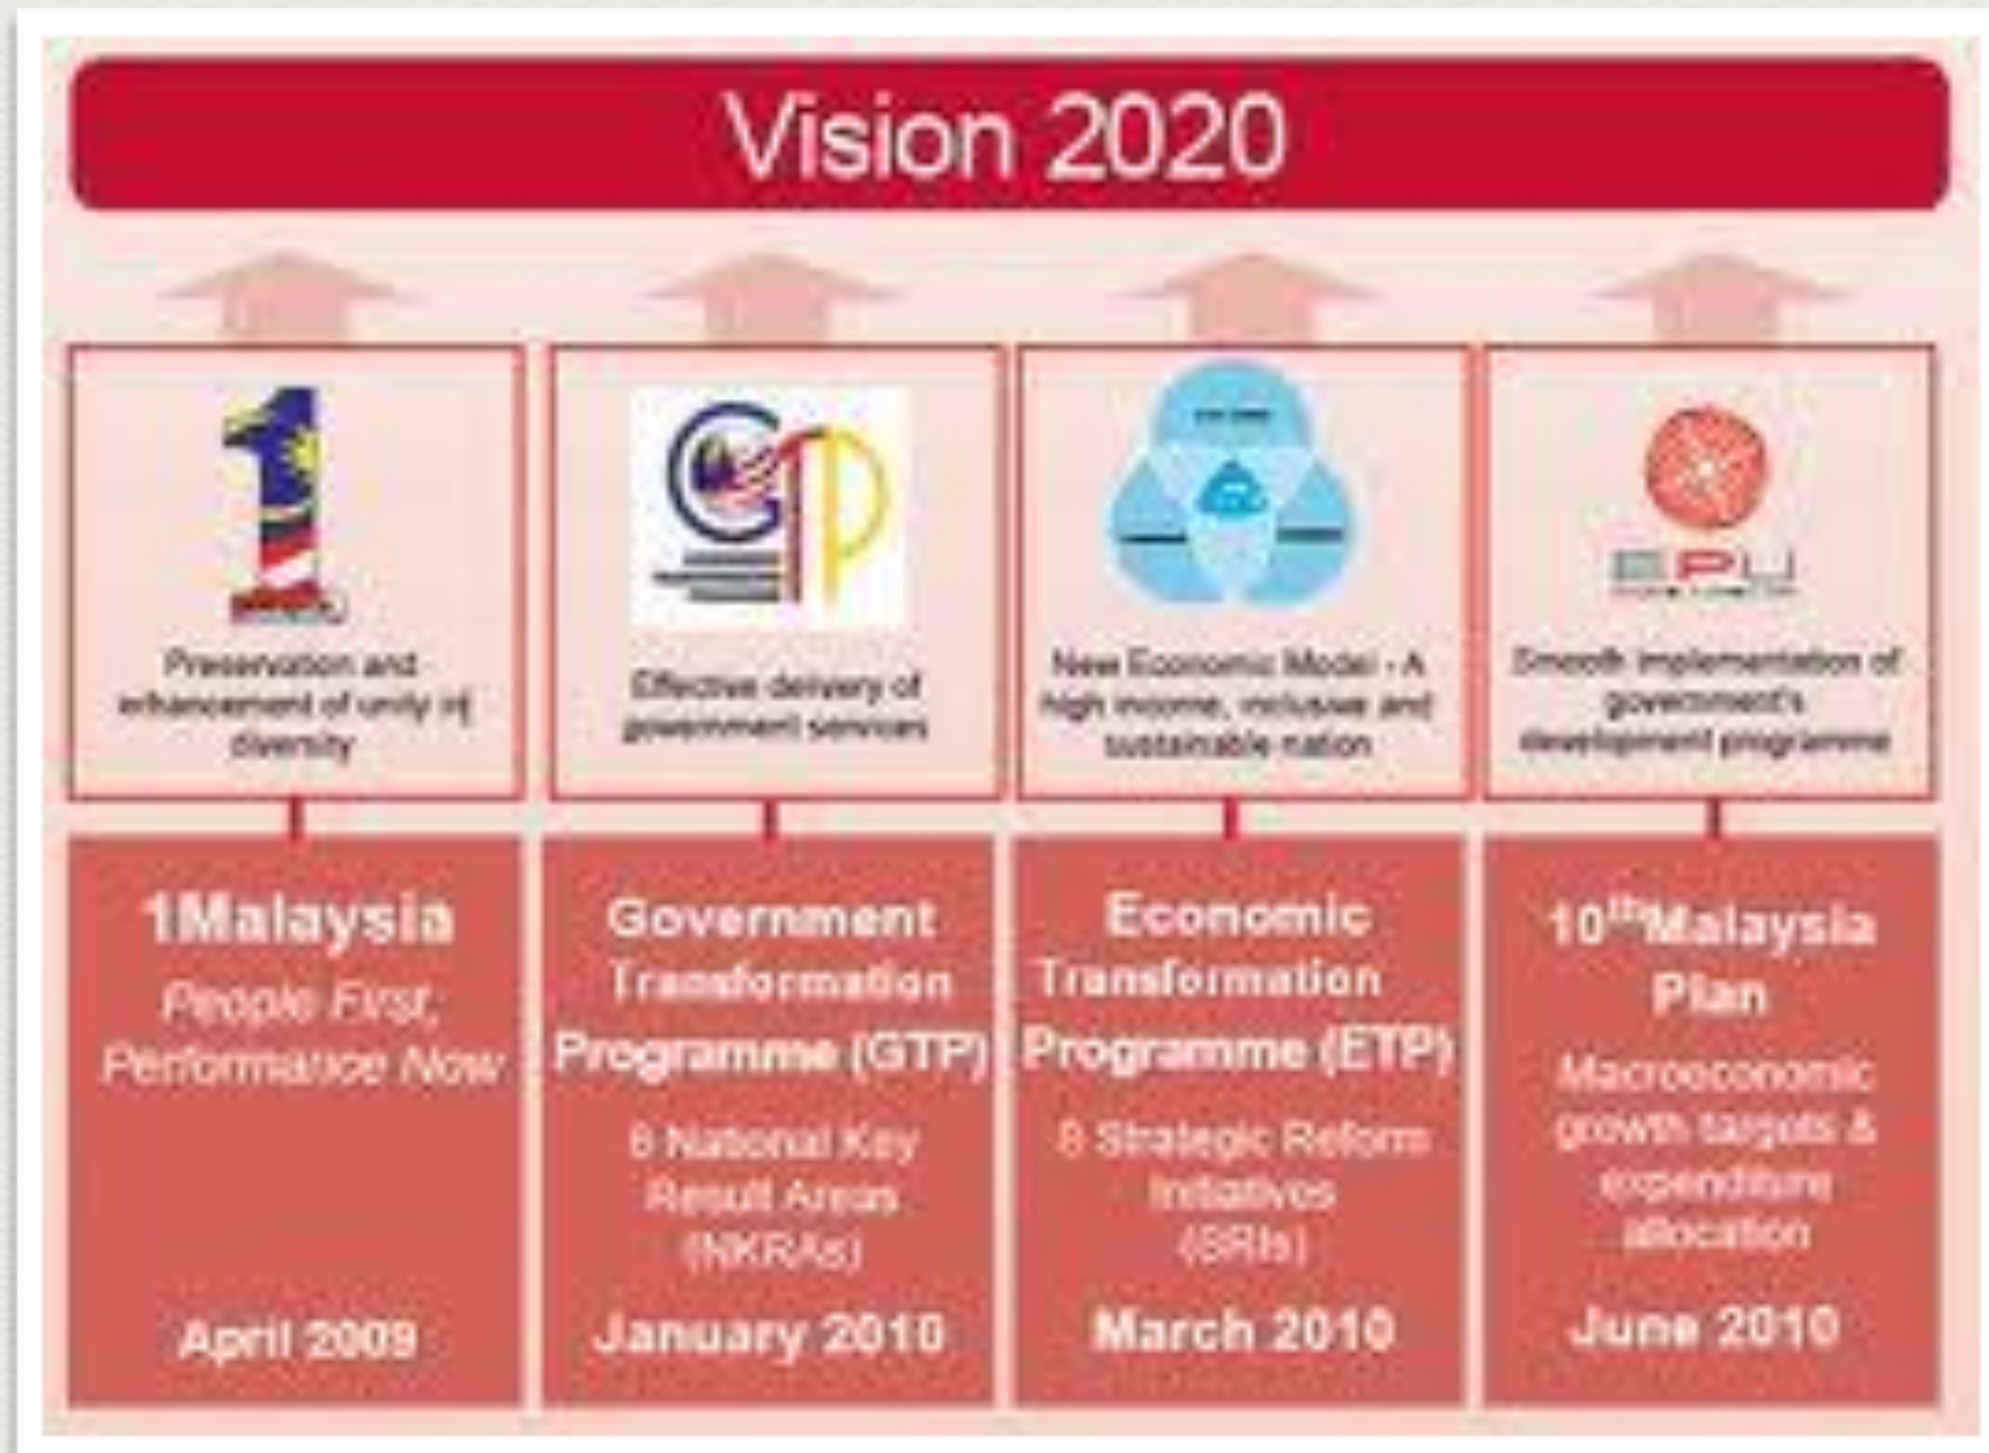 Vision 2020
Preservation and
enhancement of unity in
diversity
Effective delivery of
government services
New Economic Model - A
high income, inclusive and
sustainable nation
EPU
Smooth implementation of
government's
development programme
1Malaysia
People First,
Performance Now
April 2009
Government
Transformation
Programme (GTP)
6 National Key
Result Areas
(NKRAs)
January 2010
Economic
Transformation
Programme (ETP)
8 Strategic Reform
Initiatives
(SRIs)
March 2010
10thMalaysia
Plan
Macroeconomic
growth targets &
expenditure
allocation
June 2010